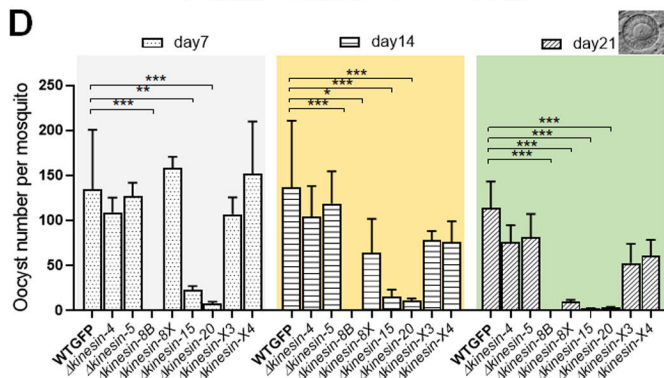 D
day7
day14
day21
Oocyst number per mosquito
250
200
150
100
50
0
***
**
***
***
***
*
***
***
***
***
***
WTGFP
Δkinesin-4
Δkinesin-5
Δkinesin-8B
Δkinesin-8X
Δkinesin-15
Δkinesin-20
Δkinesin-X3
Δkinesin-X4
WTGFP
Δkinesin-4
Δkinesin-5
Δkinesin-8B
Δkinesin-8X
Δkinesin-15
Δkinesin-20
Δkinesin-X3
Δkinesin-X4
WTGFP
Δkinesin-4
Δkinesin-5
Δkinesin-8B
Δkinesin-8X
Δkinesin-15
Δkinesin-20
Δkinesin-X3
Δkinesin-X4